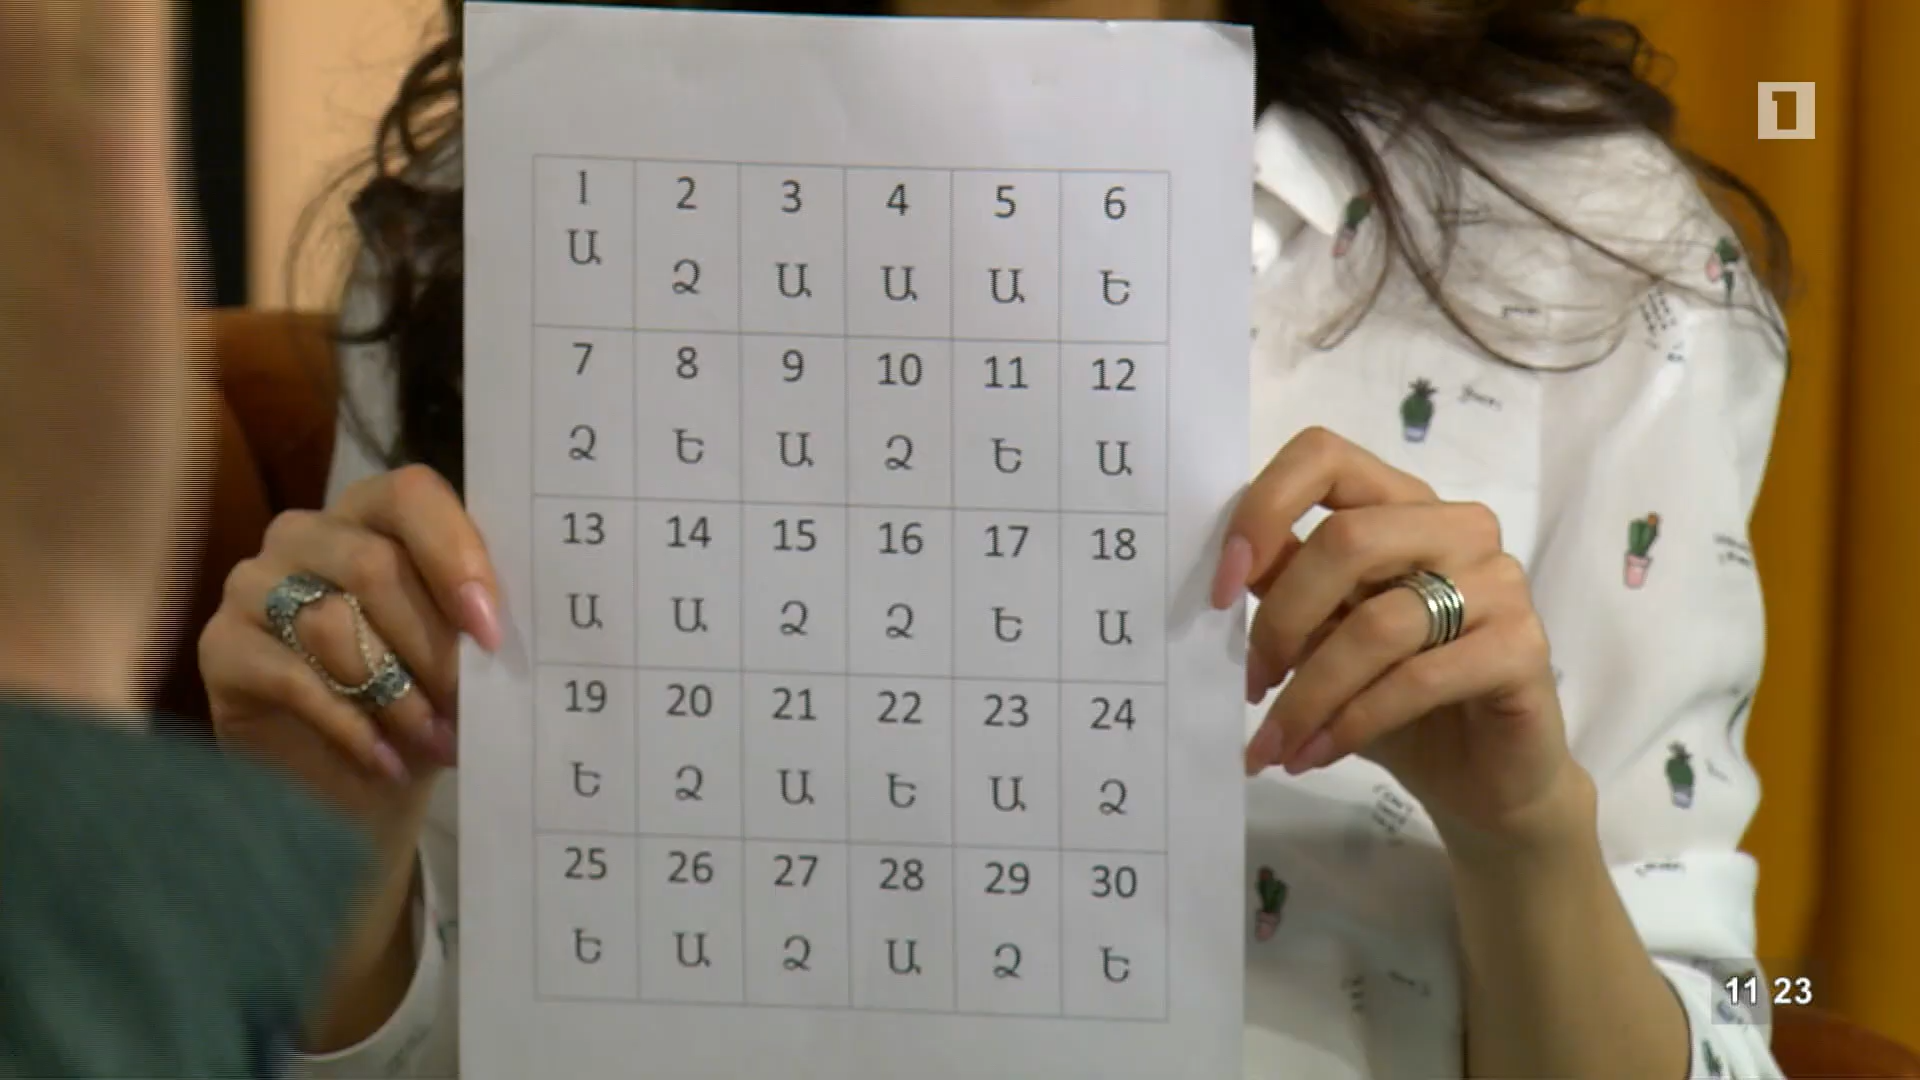 1 2 3 4 5 6
Ա Ձ Ա Ա Ա Ե
7 8 9 10 11 12
Ձ Ե Ա Ձ Ե Ա
13 14 15 16 17 18
Ա Ա Ձ Ձ Ե Ա
19 20 21 22 23 24
Ե Ձ Ա Ե Ա Ձ
25 26 27 28 29 30
Ե Ա Ձ Ա Ձ Ե
1
11 23